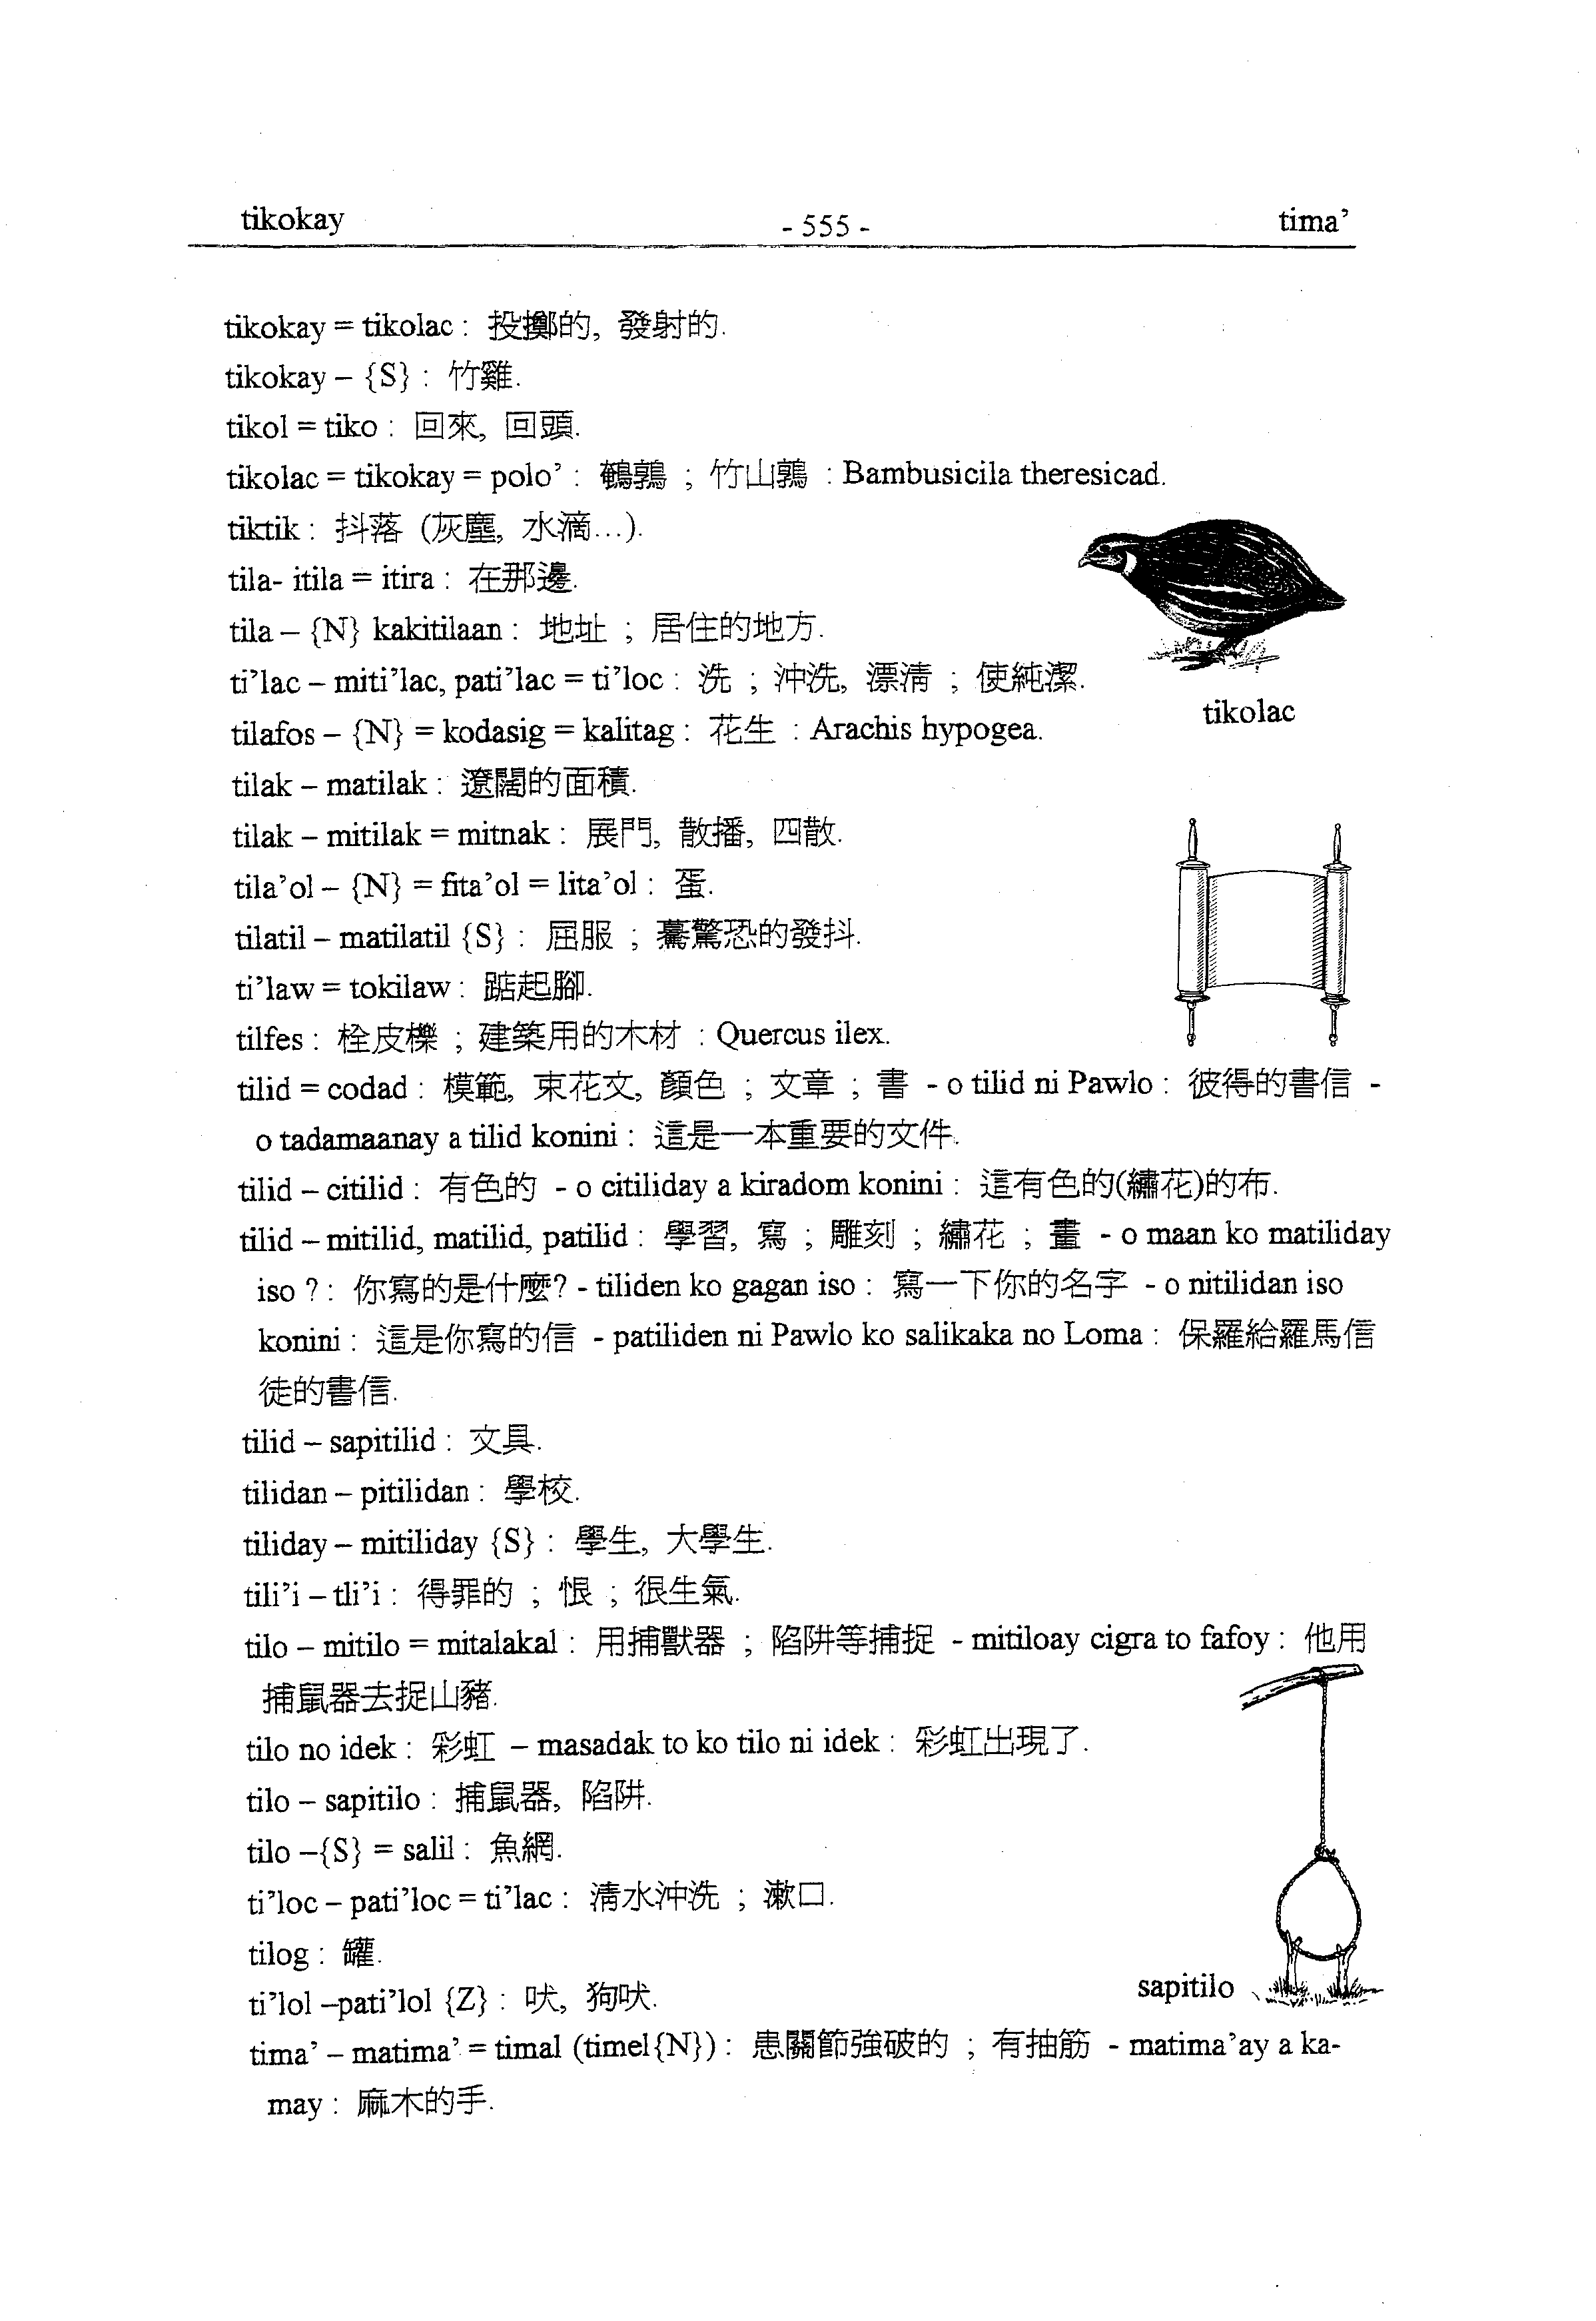 tikokay - 555 - tima’
tikokay = tikolac : 投擲的, 發射的.
tikokay – {S} : 竹雞.
tikol = tiko : 回來, 回頭.
tikolac = tikokay = polo’ : 鵪鶉 ; 竹山鶉 : Bambusicila theresicad.
tiktik : 抖落 (灰塵, 水滴…).
tila- itila = itira : 在那邊.
tila – {N} kakitilaan : 地址 ; 居住的地方.
ti’lac – miti’lac, pati’lac = ti’loc : 洗 ; 沖洗, 漂清 ; 使純潔.
tikolac
tilafos – {N} = kodasig = kalitag : 花生 : Arachis hypogea.
tilak – matilak : 遼闊的面積.
tilak – mitilak = mitnak : 展門, 散播, 四散.
tila’ol – {N} = fita’ol = lita’ol : 蛋.
tilatil – matilatil {S} : 屈服 ; 驚恐的發抖.
ti’law = tokilaw : 踮起腳.
tilfes : 栓皮櫟 ; 建築用的木材 : Quercus ilex.
tilid = codad : 模範, 束花文, 顏色 ; 文章 ; 書 - o tilid ni Pawlo : 彼得的書信 -
o tadamaanay a tilid konini : 這是一本重要的文件.
tilid – citilid : 有色的 - o citiliday a kiradom konini : 這有色的(繡花)的布.
tilid – mitilid, matilid, patilid : 學習, 寫 ; 雕刻 ; 繡花 ; 畫 - o maan ko matiliday
iso ? : 你寫的是什麼? - tiliden ko gagan iso : 寫一下你的名字 - o nitilidan iso
konini : 這是你寫的信 - patiliden ni Pawlo ko salikaka no Loma : 保羅給羅馬信
徒的書信.
tilid – sapitilid : 文具.
tilidan – pitilidan : 學校.
tiliday – mitiliday {S} : 學生, 大學生.
tili’i – tli’i : 得罪的 ; 恨 ; 很生氣.
tilo – mitilo = mitalakal : 用捕獸器 ; 陷阱等捕捉 - mitiloay cigra to fafoy : 他用
捕鼠器去捉山豬.
tilo no idek : 彩虹 – masadak to ko tilo ni idek : 彩虹出現了.
tilo – sapitilo : 捕鼠器, 陷阱.
tilo –{S} = salil : 魚網.
ti’loc – pati’loc = ti’lac : 清水沖洗 ; 漱口.
tilog : 罐.
sapitilo
ti’lol –pati’lol {Z} : 吠, 狗吠.
tima’ – matima’ = timal (timel{N}) : 患關節強破的 ; 有抽筋 - matima’ay a ka-
may : 麻木的手.